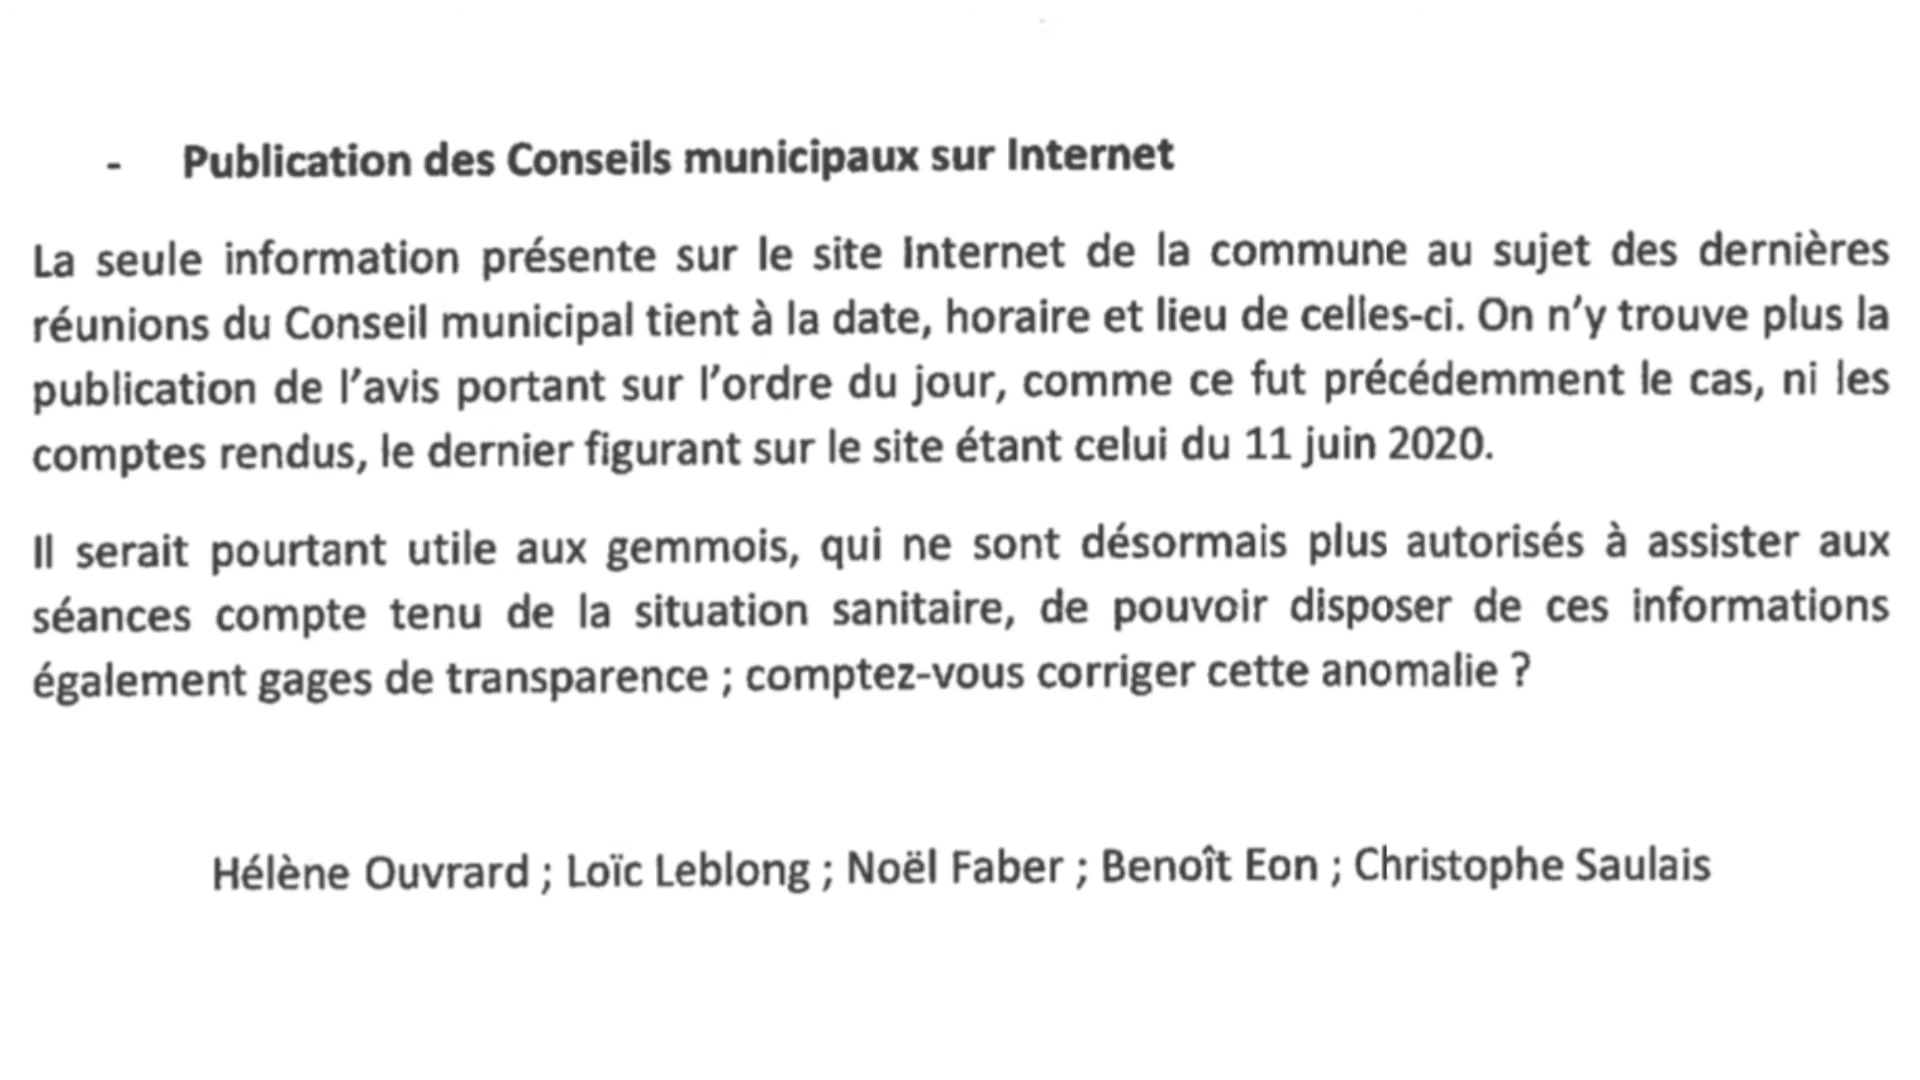 - Publication des Conseils municipaux sur Internet
La seule information présente sur le site Internet de la commune au sujet des dernières
réunions du Conseil municipal tient à la date, horaire et lieu de celles-ci. On n’y trouve plus la
publication de l’avis portant sur l’ordre du jour, comme ce fut précédemment le cas, ni les
comptes rendus, le dernier figurant sur le site étant celui du 11 juin 2020.
Il serait pourtant utile aux gemmois, qui ne sont désormais plus autorisés à assister aux
séances compte tenu de la situation sanitaire, de pouvoir disposer de ces informations
également gages de transparence ; comptez-vous corriger cette anomalie ?
Hélène Ouvrard ; Loïc Leblong ; Noël Faber ; Benoît Eon ; Christophe Saulais